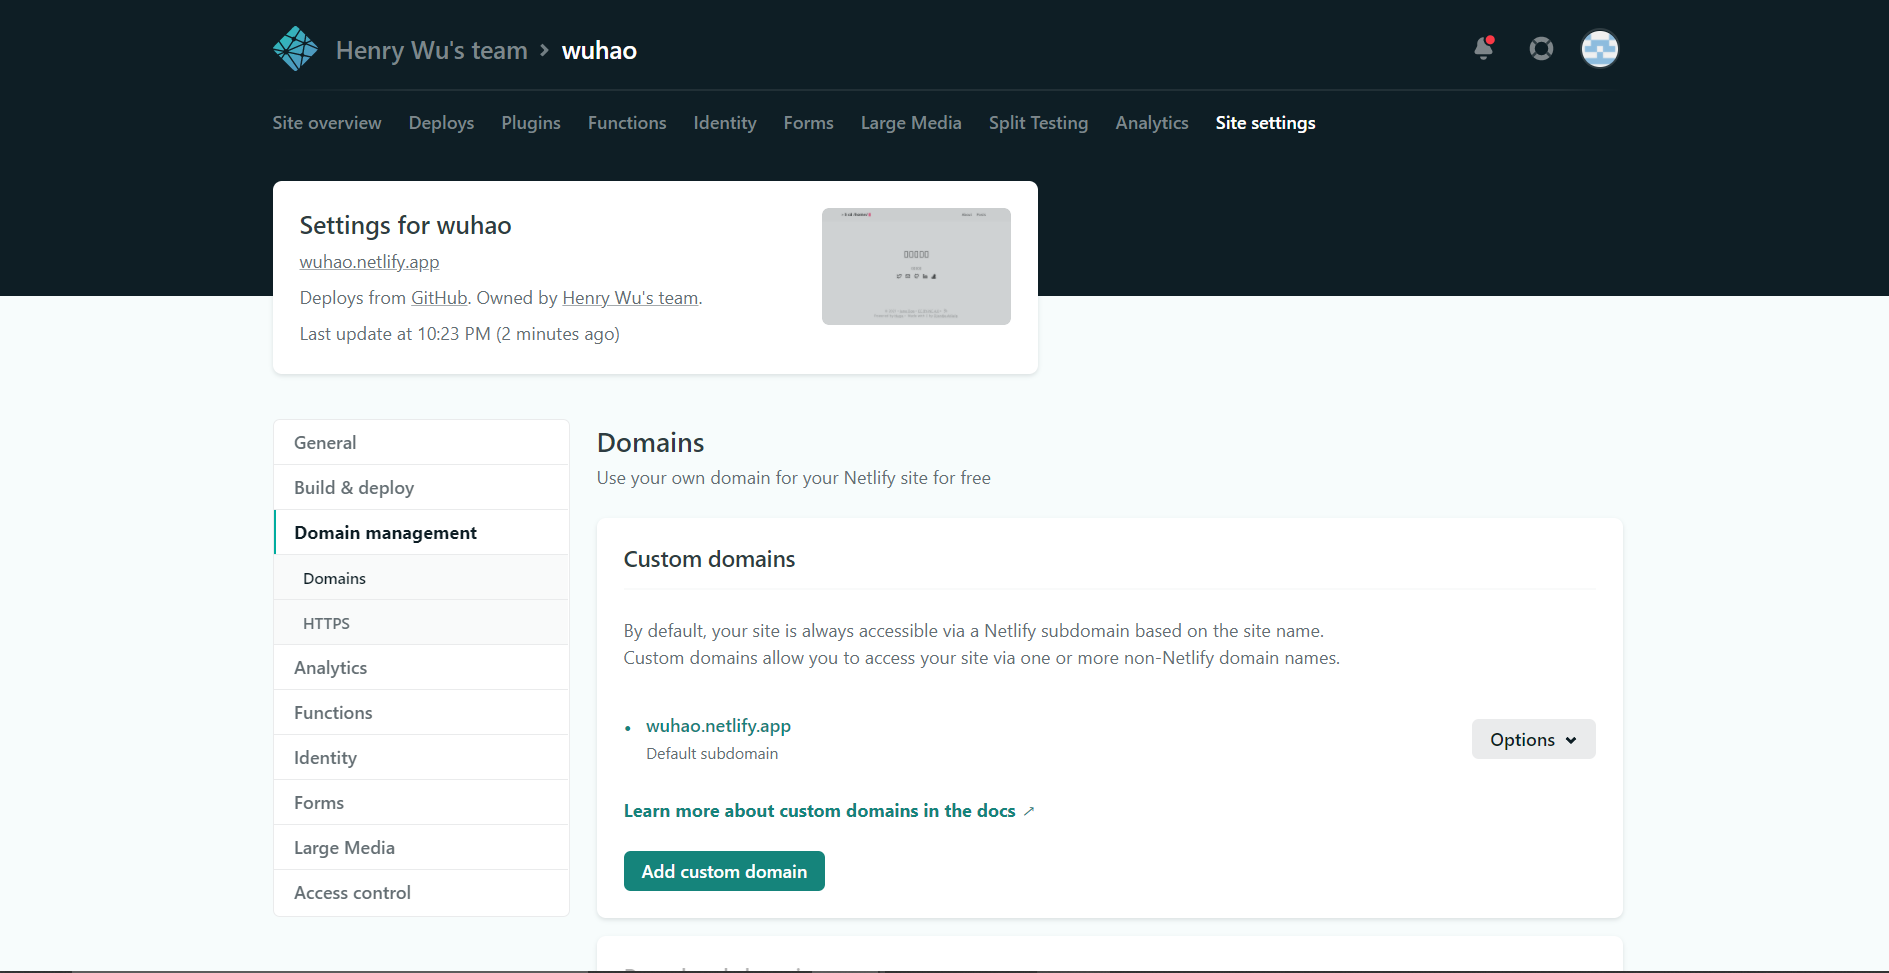 Henry Wu's team > wuhao
Site overview Deploys Plugins Functions Identity Forms Large Media Split Testing Analytics Site settings
Settings for wuhao
wuhao.netlify.app
Deploys from GitHub. Owned by Henry Wu's team.
Last update at 10:23 PM (2 minutes ago)
General
Build & deploy
Domain management
Domains
HTTPS
Analytics
Functions
Identity
Forms
Large Media
Access control
Domains
Use your own domain for your Netlify site for free
Custom domains
By default, your site is always accessible via a Netlify subdomain based on the site name.
Custom domains allow you to access your site via one or more non-Netlify domain names.
• wuhao.netlify.app
Default subdomain
Options
Learn more about custom domains in the docs ↗
Add custom domain